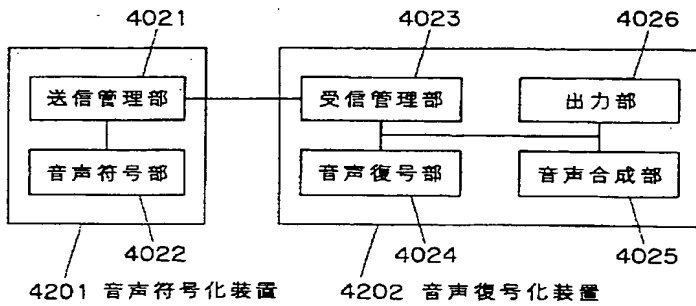 4021 4023 4026
送信管理部 受信管理部 出力部
音声符号部 音声復号部 音声合成部
4022 4024 4025
4201 音声符号化装置 4202 音声復号化装置